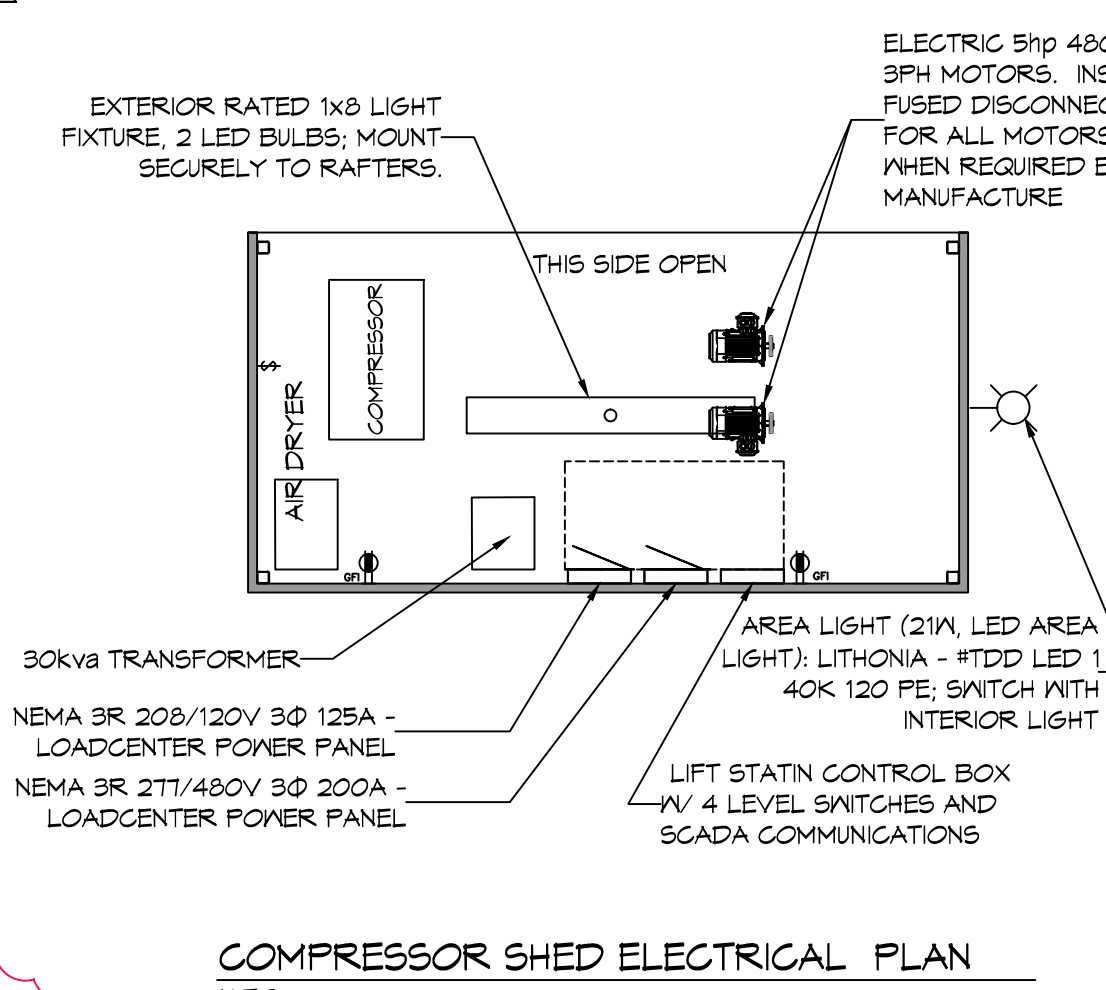 ELECTRIC 5hp
3PH MOTORS.
FUSED
FOR ALL MOTORS
WHEN REQUIRED
MANUFACTURE
EXTERIOR RATED 1x8 LIGHT
FIXTURE, 2 LED BULBS; MOUNT
SECURELY TO RAFTERS.
THIS SIDE OPEN
COMPRESSOR
$
AIR DRYER
GFI
GFI
30kva TRANSFORMER
AREA LIGHT (21W, LED AREA
LIGHT): LITHONIA - #TDD LED 1
40K 120 PE; SWITCH WITH
INTERIOR LIGHT
NEMA 3R 208/120V 3Φ 125A -
LOADCENTER POWER PANEL
NEMA 3R 277/480V 3Φ 200A -
LOADCENTER POWER PANEL
LIFT STATIN CONTROL BOX
W/ 4 LEVEL SWITCHES AND
SCADA COMMUNICATIONS
COMPRESSOR SHED ELECTRICAL PLAN